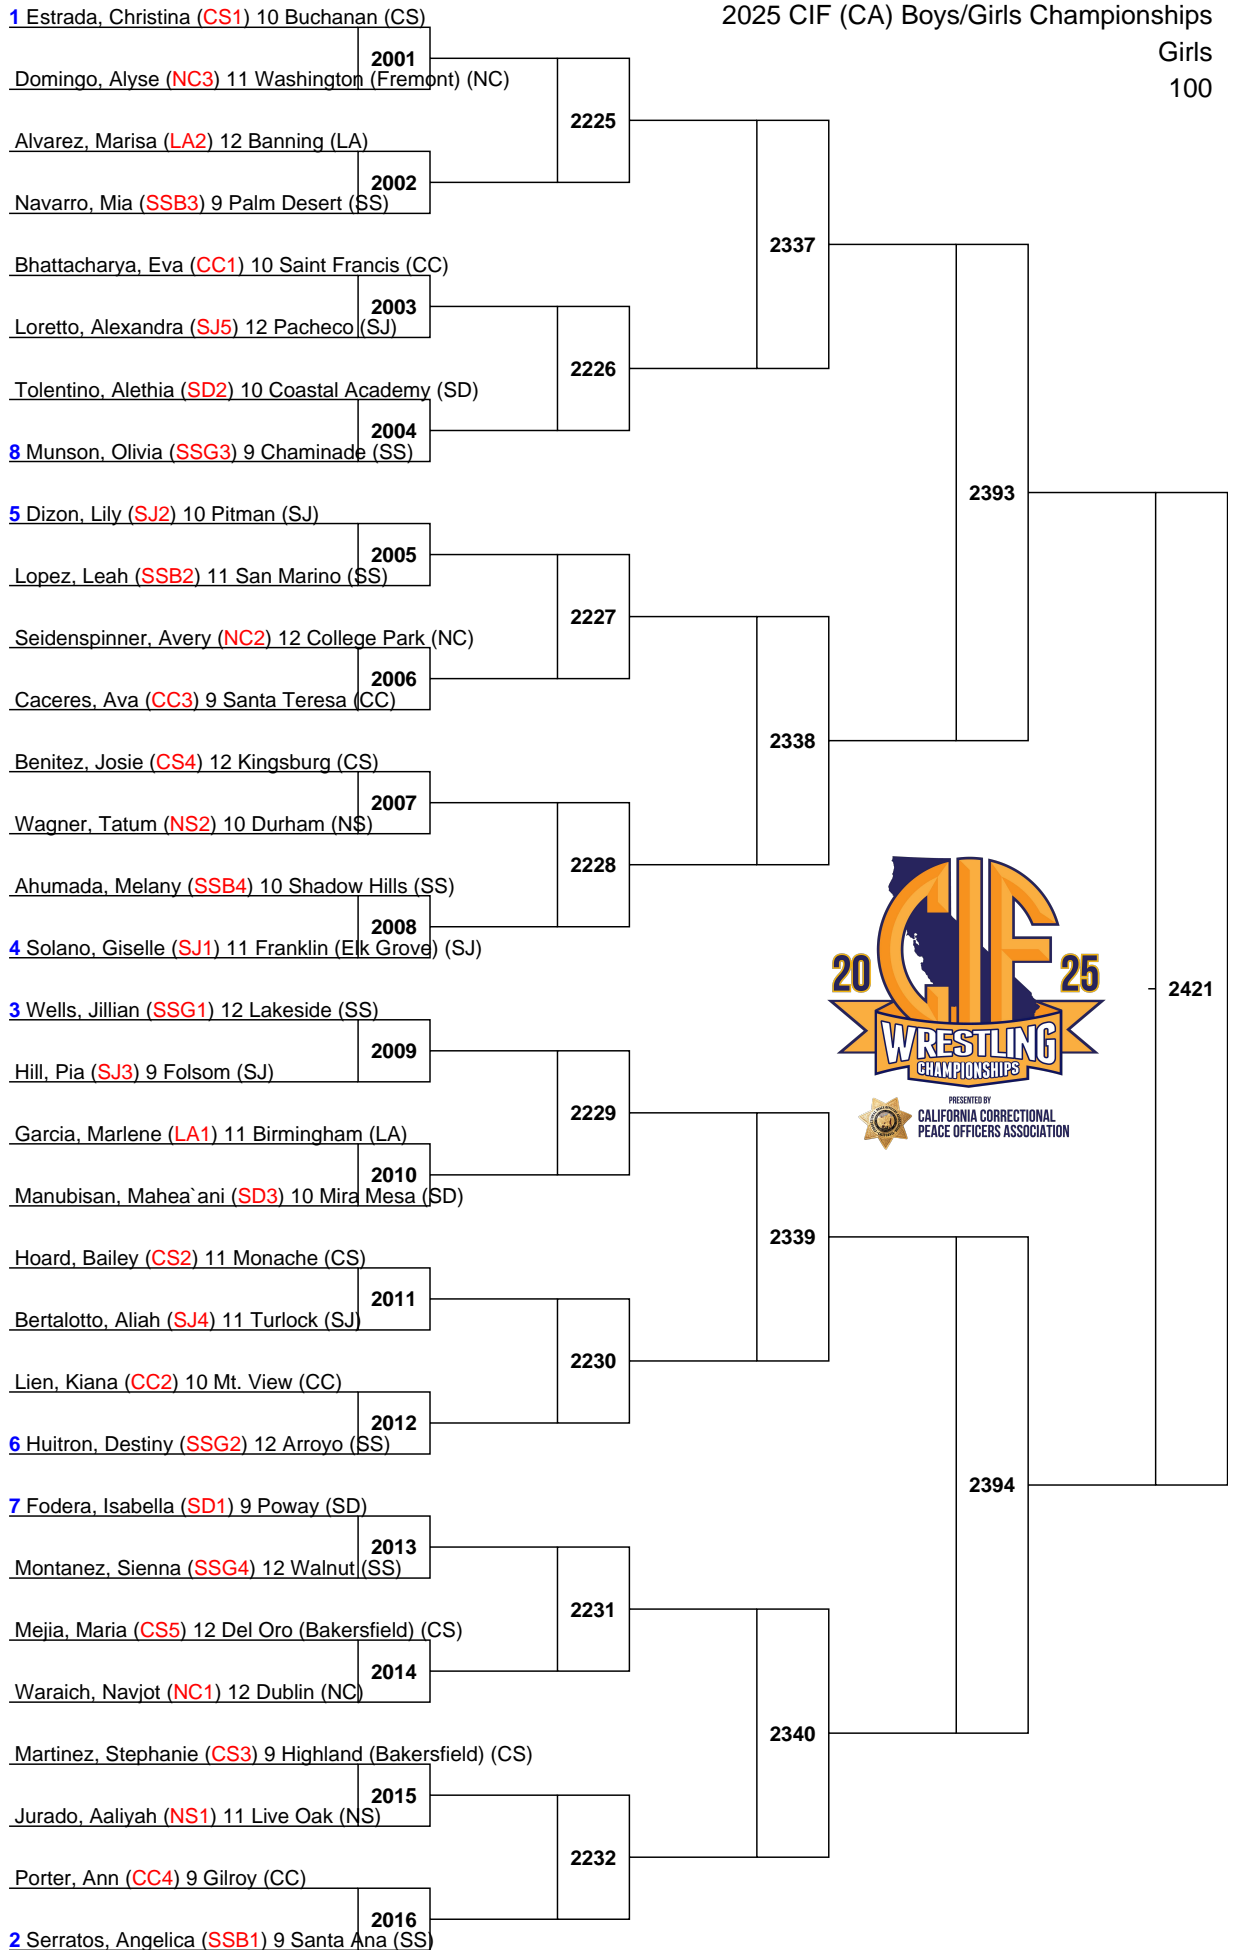 2025 CIF (CA) Boys/Girls Championships
Girls
100
1 Estrada, Christina (CS1) 10 Buchanan (CS)
2001
Domingo, Alyse (NC3) 11 Washington (Fremont) (NC)
2225
Alvarez, Marisa (LA2) 12 Banning (LA)
2002
Navarro, Mia (SSB3) 9 Palm Desert (SS)
2337
Bhattacharya, Eva (CC1) 10 Saint Francis (CC)
2003
Loretto, Alexandra (SJ5) 12 Pacheco (SJ)
2226
Tolentino, Alethia (SD2) 10 Coastal Academy (SD)
2004
8 Munson, Olivia (SSG3) 9 Chaminade (SS)
2393
5 Dizon, Lily (SJ2) 10 Pitman (SJ)
2005
Lopez, Leah (SSB2) 11 San Marino (SS)
2227
Seidenspinner, Avery (NC2) 12 College Park (NC)
2006
Caceres, Ava (CC3) 9 Santa Teresa (CC)
2338
Benitez, Josie (CS4) 12 Kingsburg (CS)
2007
Wagner, Tatum (NS2) 10 Durham (NS)
2228
Ahumada, Melany (SSB4) 10 Shadow Hills (SS)
2008
4 Solano, Giselle (SJ1) 11 Franklin (Elk Grove) (SJ)
20 CIF 25
2421
3 Wells, Jillian (SSG1) 12 Lakeside (SS)
WRESTLING
2009
CHAMPIONSHIPS
Hill, Pia (SJ3) 9 Folsom (SJ)
PRESENTED BY
CALIFORNIA CORRECTIONAL
PEACE OFFICERS ASSOCIATION
2229
Garcia, Marlene (LA1) 11 Birmingham (LA)
2010
Manubisan, Mahea`ani (SD3) 10 Mira Mesa (SD)
2339
Hoard, Bailey (CS2) 11 Monache (CS)
2011
Bertalotto, Aliah (SJ4) 11 Turlock (SJ)
2230
Lien, Kiana (CC2) 10 Mt. View (CC)
2012
6 Huitron, Destiny (SSG2) 12 Arroyo (SS)
2394
7 Fodera, Isabella (SD1) 9 Poway (SD)
2013
Montanez, Sienna (SSG4) 12 Walnut (SS)
2231
Mejia, Maria (CS5) 12 Del Oro (Bakersfield) (CS)
2014
Waraich, Navjot (NC1) 12 Dublin (NC)
2340
Martinez, Stephanie (CS3) 9 Highland (Bakersfield) (CS)
2015
Jurado, Aaliyah (NS1) 11 Live Oak (NS)
2232
Porter, Ann (CC4) 9 Gilroy (CC)
2016
2 Serratos, Angelica (SSB1) 9 Santa Ana (SS)